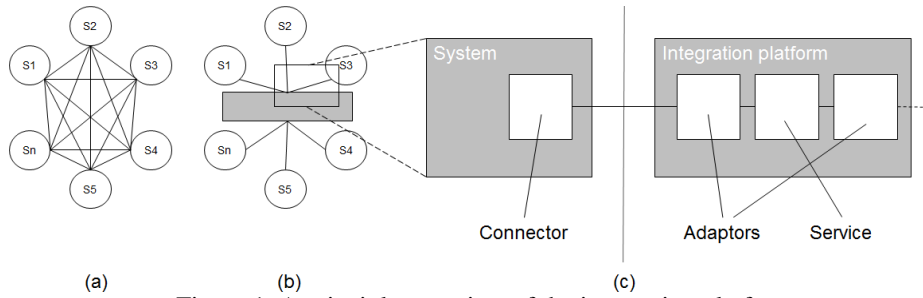 S2
S1
S3
Sn
S4
S5
(a)
S2
S1
S3
Sn
S4
S5
(b)
System
Integration platform
Connector
Adaptors
Service
(c)